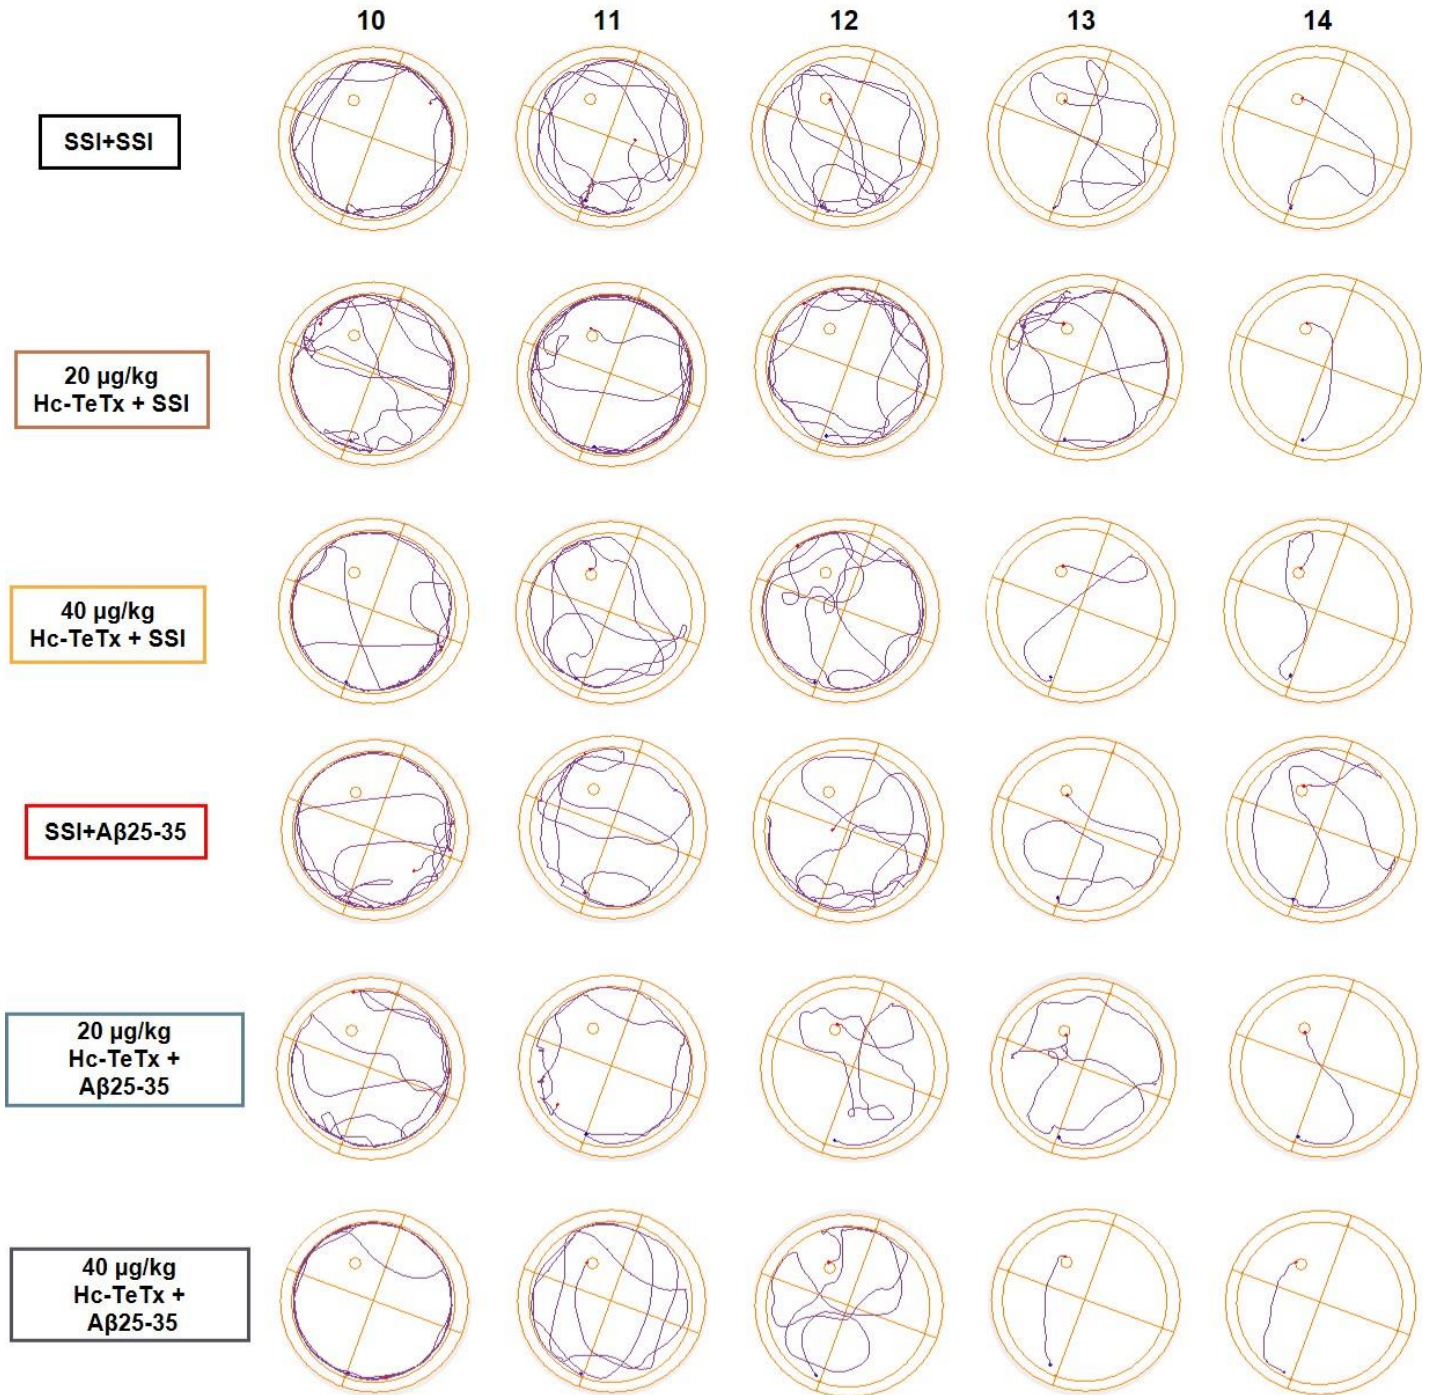 10 11 12 13 14
SSI+SSI
20 µg/kg
Hc-TeTx + SSI
40 µg/kg
Hc-TeTx + SSI
SSI+Aβ25-35
20 µg/kg
Hc-TeTx +
Aβ25-35
40 µg/kg
Hc-TeTx +
Aβ25-35